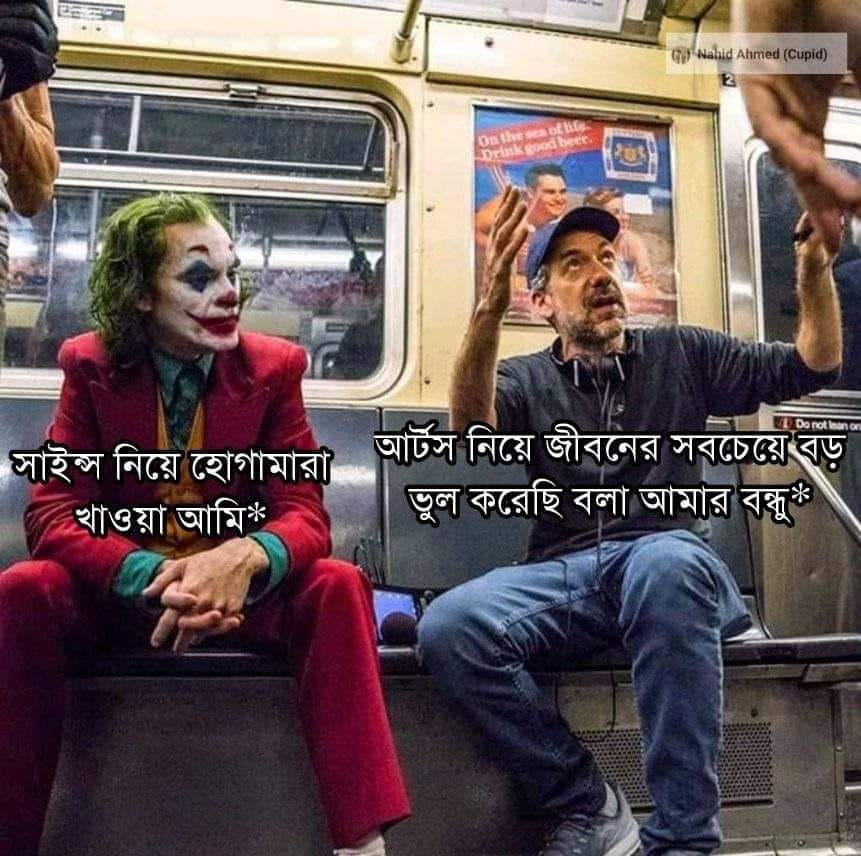 Nahid Ahmed (Cupid)
On the sea of life.
Drink good beer.
2
Do not lean on
সাইন্স নিয়ে হোগামারা
খাওয়া আমি*
আর্টস নিয়ে জীবনের সবচেয়ে বড়
ভুল করেছি বলা আমার বন্ধু*